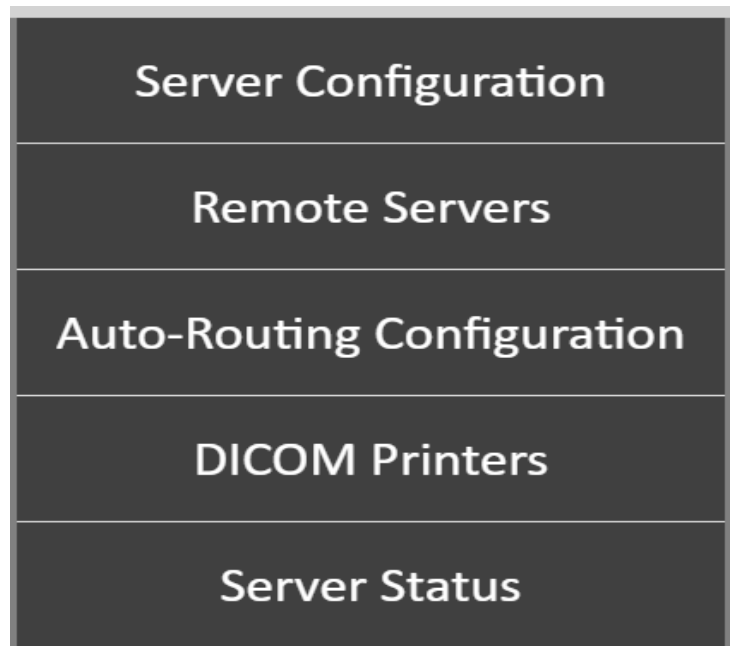 Server Configuration
Remote Servers
Auto-Routing Configuration
DICOM Printers
Server Status